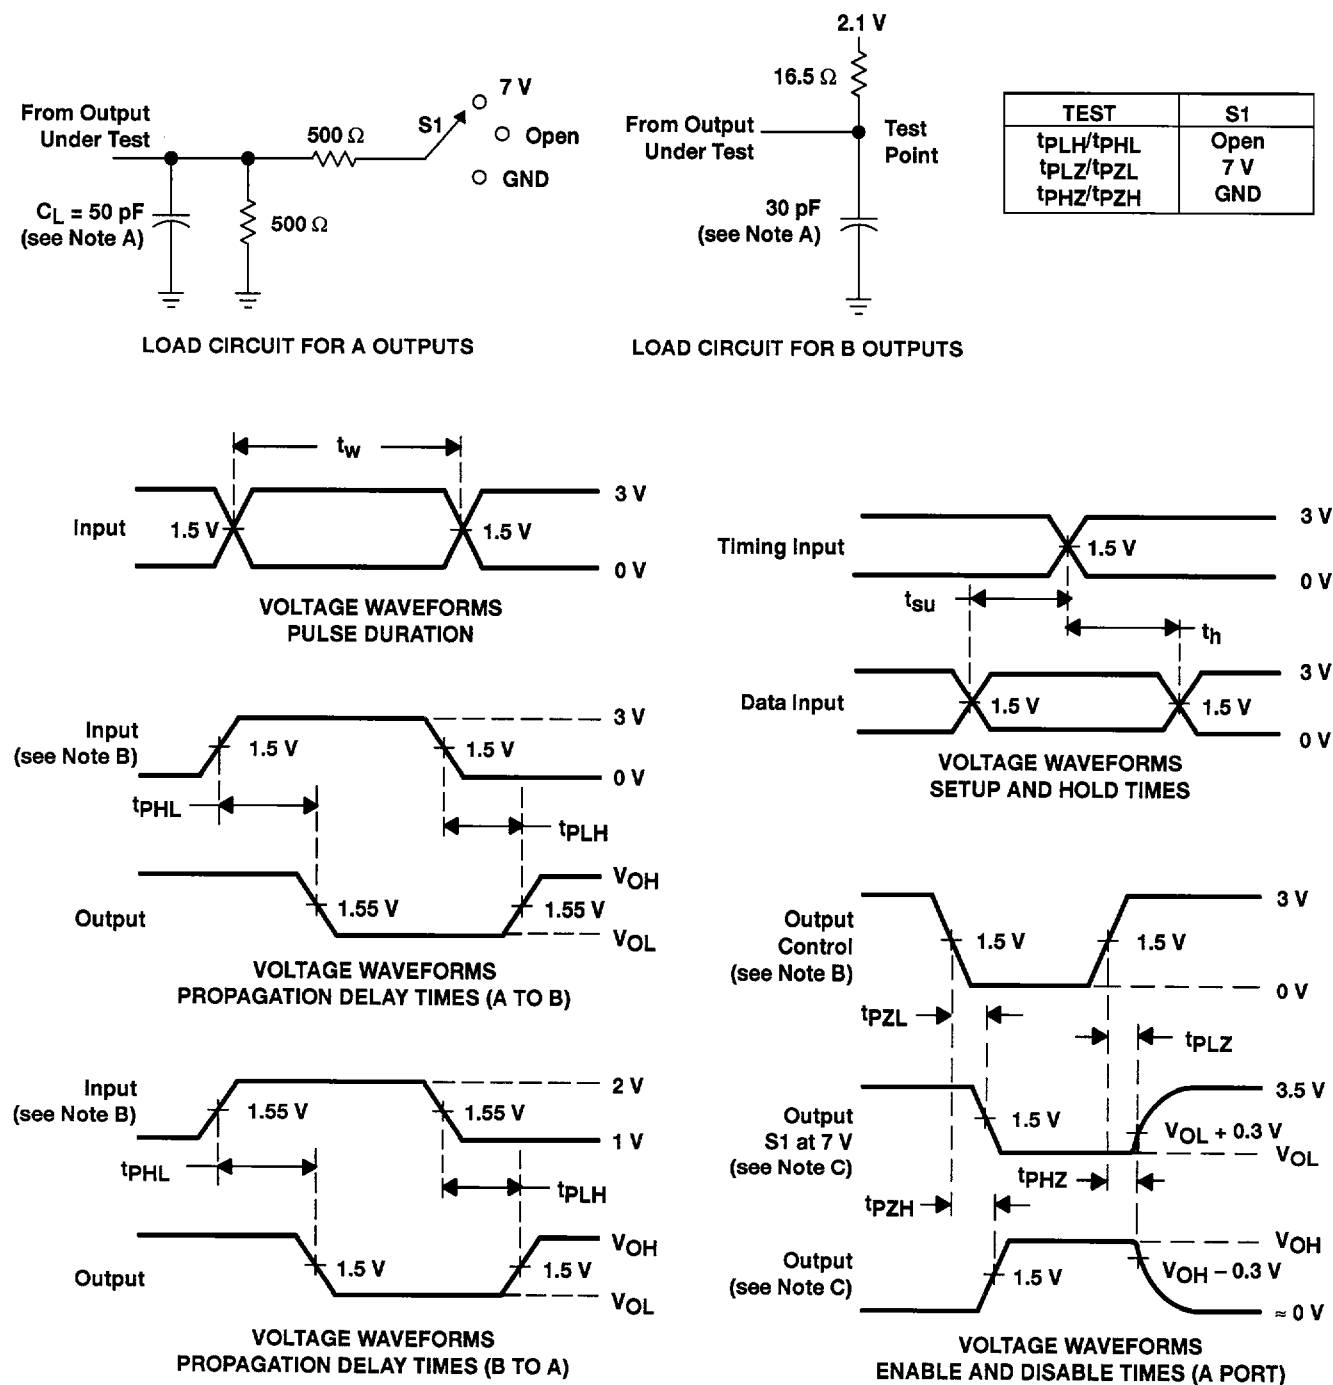 From Output
Under Test
500 Ω
S1
7 V
Open
GND
CL = 50 pF
(see Note A)
500 Ω
LOAD CIRCUIT FOR A OUTPUTS
2.1 V
16.5 Ω
From Output
Under Test
Test
Point
30 pF
(see Note A)
LOAD CIRCUIT FOR B OUTPUTS
TEST S1
tPLH/tPHL Open
tPLZ/tPZL 7 V
tPHZ/tPZH GND
tw
Input
1.5 V
1.5 V
3 V
0 V
VOLTAGE WAVEFORMS
PULSE DURATION
Timing Input
1.5 V
3 V
0 V
tsu
th
Data Input
1.5 V
1.5 V
3 V
0 V
VOLTAGE WAVEFORMS
SETUP AND HOLD TIMES
Input
(see Note B)
1.5 V
1.5 V
3 V
0 V
tPHL
tPLH
Output
1.55 V
1.55 V
VOH
VOL
VOLTAGE WAVEFORMS
PROPAGATION DELAY TIMES (A TO B)
Input
(see Note B)
1.55 V
1.55 V
2 V
1 V
tPHL
tPLH
Output
1.5 V
1.5 V
VOH
VOL
VOLTAGE WAVEFORMS
PROPAGATION DELAY TIMES (B TO A)
Output
Control
(see Note B)
1.5 V
1.5 V
3 V
0 V
tPZL
tPLZ
Output
S1 at 7 V
(see Note C)
1.5 V
3.5 V
VOL + 0.3 V
VOL
tPHZ
tPZH
Output
(see Note C)
1.5 V
VOH
VOH – 0.3 V
≈ 0 V
VOLTAGE WAVEFORMS
ENABLE AND DISABLE TIMES (A PORT)